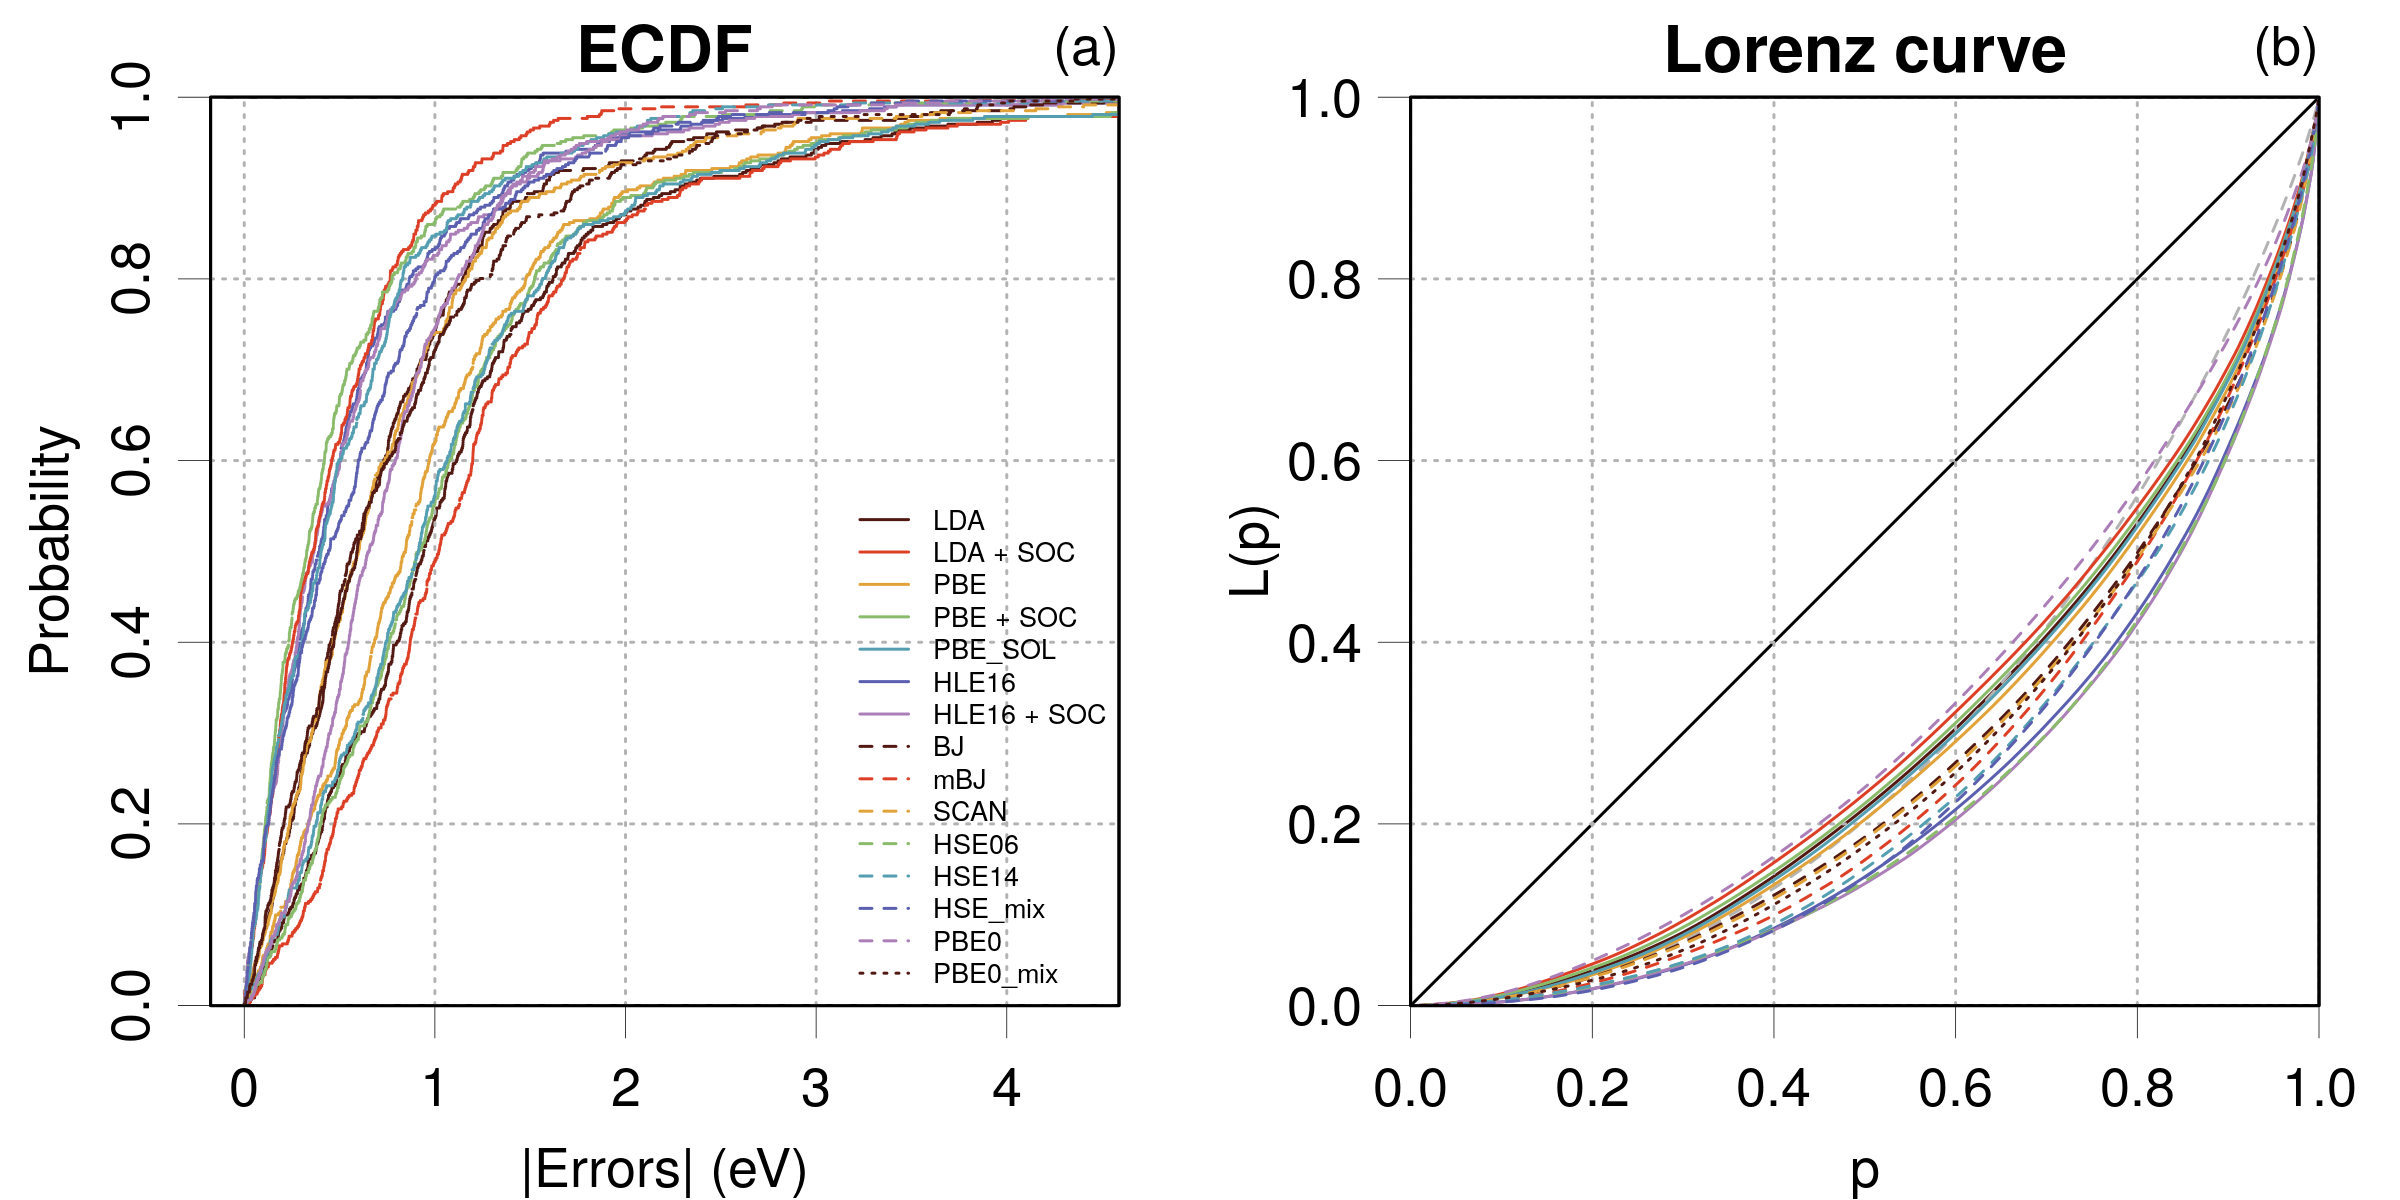 ECDF
(a)
1.0
0.8
0.6
0.4
0.2
0.0
Probability
LDA
LDA + SOC
PBE
PBE + SOC
PBE_SOL
HLE16
HLE16 + SOC
BJ
mBJ
SCAN
HSE06
HSE14
HSE_mix
PBE0
PBE0_mix
0 1 2 3 4
|Errors| (eV)
Lorenz curve
(b)
1.0
0.8
0.6
0.4
0.2
0.0
L(p)
0.0 0.2 0.4 0.6 0.8 1.0
p